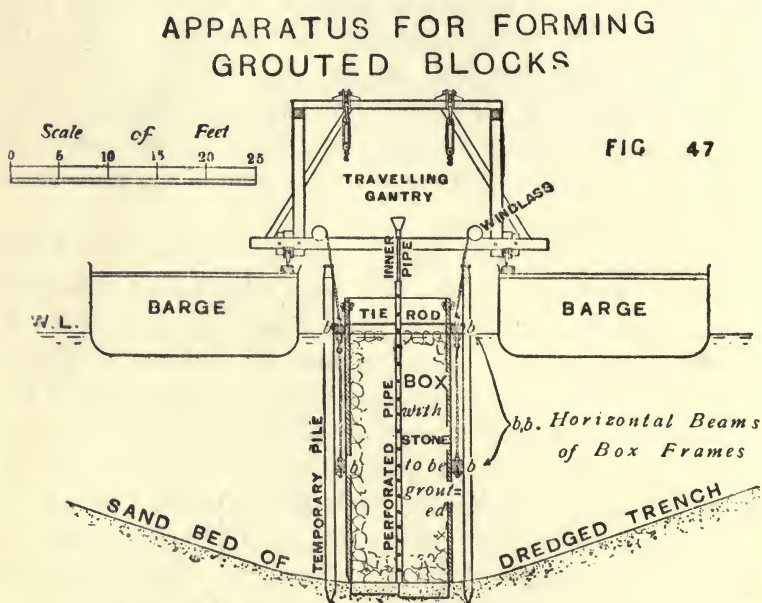 APPARATUS FOR FORMING
GROUTED BLOCKS
Scale of Feet
0 5 10 15 20 25
FIG 47
TRAVELLING
GANTRY
WINDLASS
INNER
PIPE
BARGE
BARGE
W.L.
TIE ROD
b
b
BOX
with
STONE
to be
grout=
ed
b
b
PERFORATED PIPE
TEMPORARY PILE
b,b. Horizontal Beams
of Box Frames
SAND BED OF DREDGED TRENCH